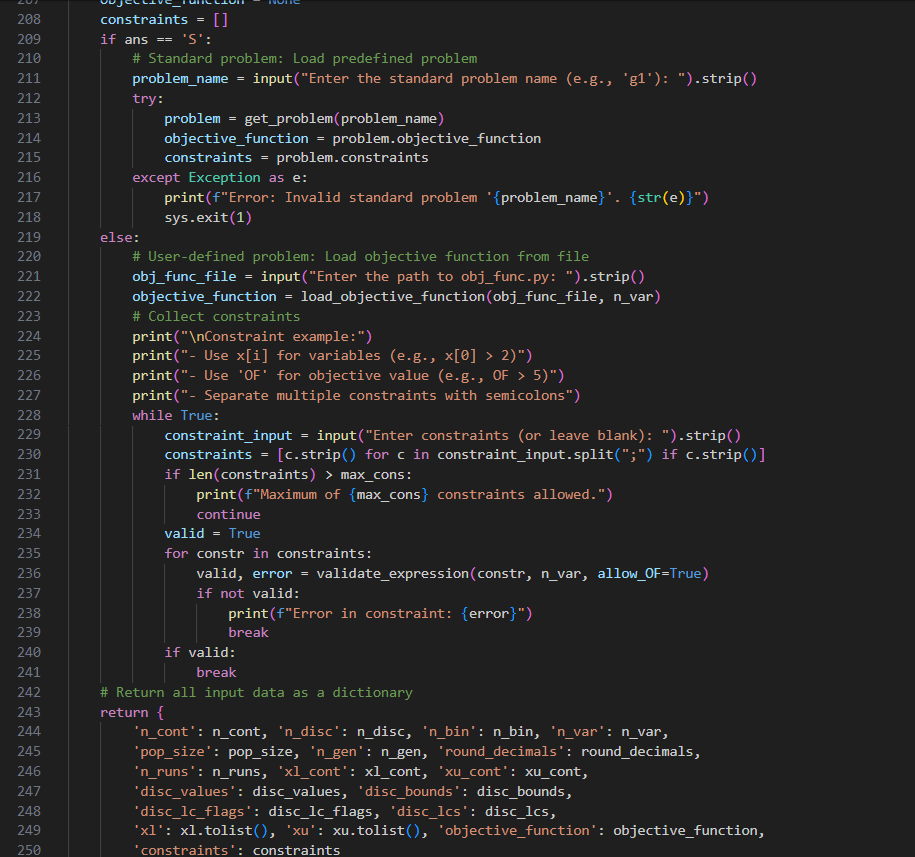 207     objective_function = None
208     constraints = []
209     if ans == 'S':
210         # Standard problem: Load predefined problem
211         problem_name = input("Enter the standard problem name (e.g., 'g1'): ").strip()
212         try:
213             problem = get_problem(problem_name)
214             objective_function = problem.objective_function
215             constraints = problem.constraints
216         except Exception as e:
217             print(f"Error: Invalid standard problem '{problem_name}'. {str(e)}")
218             sys.exit(1)
219     else:
220         # User-defined problem: Load objective function from file
221         obj_func_file = input("Enter the path to obj_func.py: ").strip()
222         objective_function = load_objective_function(obj_func_file, n_var)
223         # Collect constraints
224         print("\nConstraint example:")
225         print("- Use x[i] for variables (e.g., x[0] > 2)")
226         print("- Use 'OF' for objective value (e.g., OF > 5)")
227         print("- Separate multiple constraints with semicolons")
228         while True:
229             constraint_input = input("Enter constraints (or leave blank): ").strip()
230             constraints = [c.strip() for c in constraint_input.split(";") if c.strip()]
231             if len(constraints) > max_cons:
232                 print(f"Maximum of {max_cons} constraints allowed.")
233                 continue
234             valid = True
235             for constr in constraints:
236                 valid, error = validate_expression(constr, n_var, allow_OF=True)
237                 if not valid:
238                     print(f"Error in constraint: {error}")
239                     break
240             if valid:
241                 break
242     # Return all input data as a dictionary
243     return {
244         'n_cont': n_cont, 'n_disc': n_disc, 'n_bin': n_bin, 'n_var': n_var,
245         'pop_size': pop_size, 'n_gen': n_gen, 'round_decimals': round_decimals,
246         'n_runs': n_runs, 'xl_cont': xl_cont, 'xu_cont': xu_cont,
247         'disc_values': disc_values, 'disc_bounds': disc_bounds,
248         'disc_lc_flags': disc_lc_flags, 'disc_lcs': disc_lcs,
249         'xl': xl.tolist(), 'xu': xu.tolist(), 'objective_function': objective_function,
250         'constraints': constraints